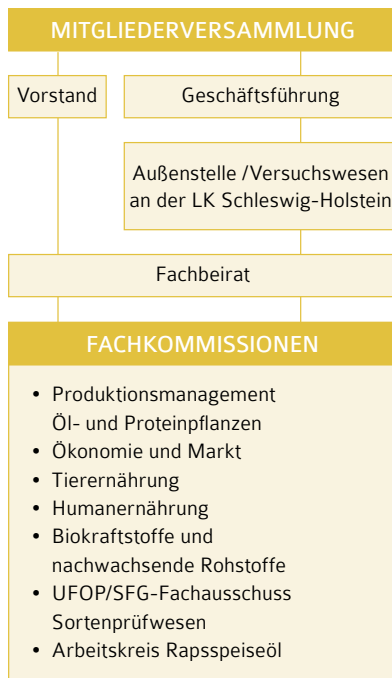 MITGLIEDERVERSAMMLUNG
Vorstand
Geschäftsführung
Außenstelle /Versuchswesen
an der LK Schleswig-Holstein
Fachbeirat
FACHKOMMISSIONEN
• Produktionsmanagement
Öl- und Proteinpflanzen
• Ökonomie und Markt
• Tierernährung
• Humanernährung
• Biokraftstoffe und
nachwachsende Rohstoffe
• UFOP/SFG-Fachausschuss
Sortenprüfwesen
• Arbeitskreis Rapsspeiseöl